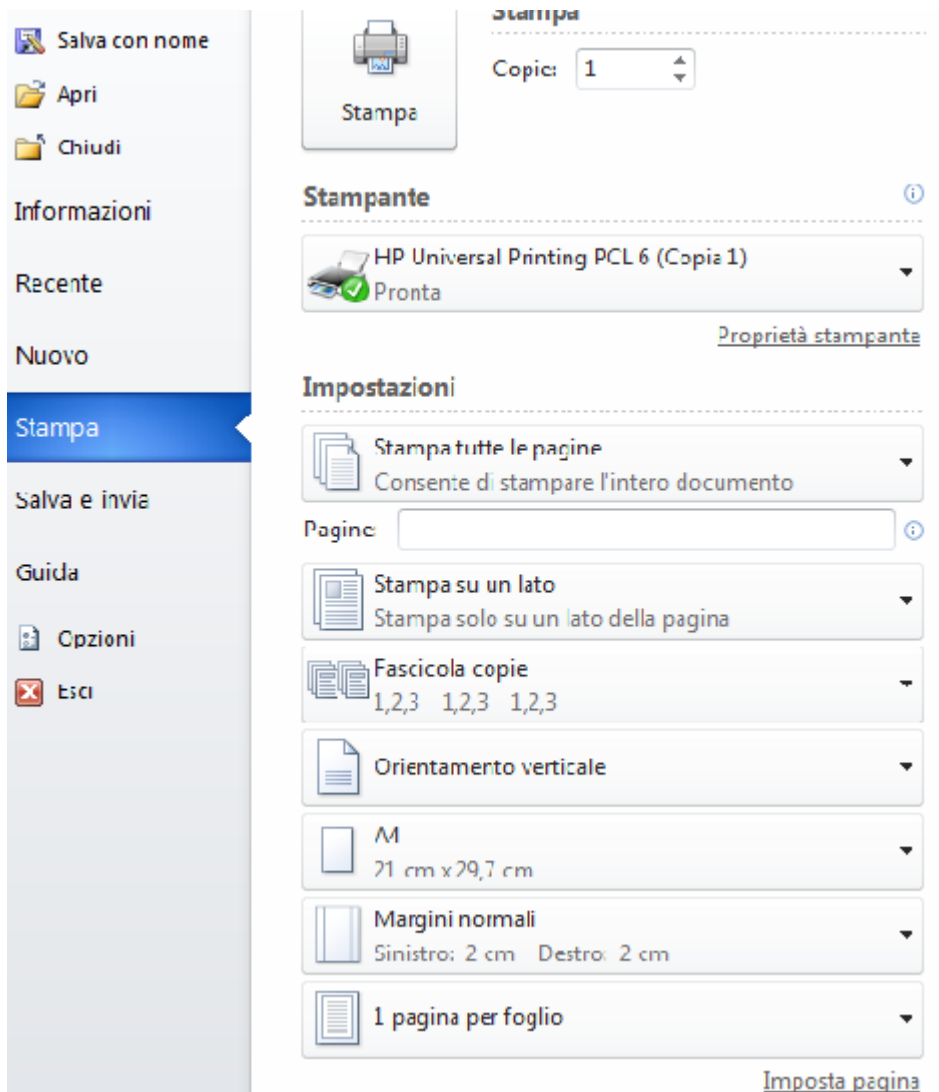 Salva con nome
Apri
Chiudi
Informazioni
Recente
Nuovo
Stampa
Salva e invia
Guida
Opzioni
Esci
Stampa
Stampa
Copie: 1
Stampante
HP Universal Printing PCL 6 (Copia 1)
Pronta
Proprietà stampante
Impostazioni
Stampa tutte le pagine
Consente di stampare l'intero documento
Pagine:
Stampa su un lato
Stampa solo su un lato della pagina
Fascicola copie
1,2,3 1,2,3 1,2,3
Orientamento verticale
A4
21 cm x 29,7 cm
Margini normali
Sinistro: 2 cm Destro: 2 cm
1 pagina per foglio
Imposta pagina